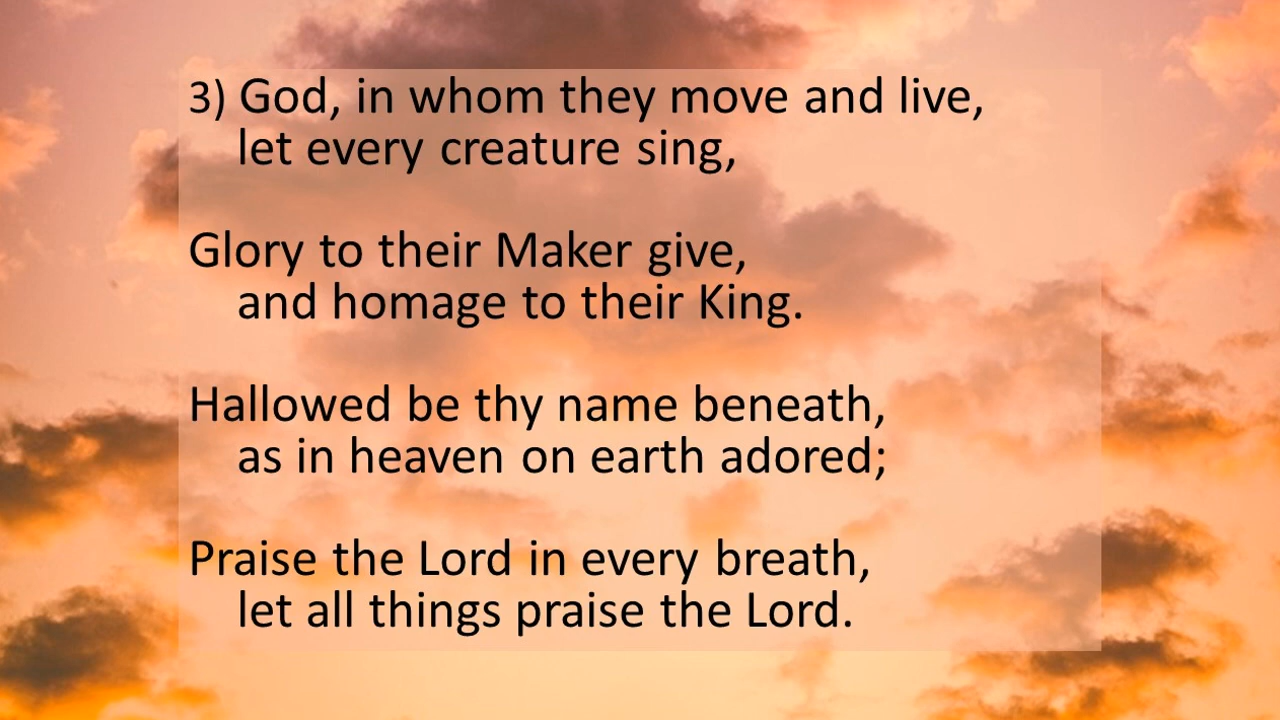 3) God, in whom they move and live,
let every creature sing,
Glory to their Maker give,
and homage to their King.
Hallowed be thy name beneath,
as in heaven on earth adored;
Praise the Lord in every breath,
let all things praise the Lord.